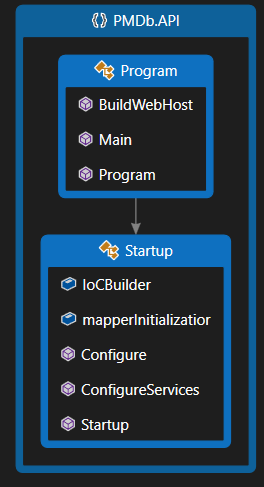 PMDb.API
Program
BuildWebHost
Main
Program
Startup
IoCBuilder
mapperInitializatior
Configure
ConfigureServices
Startup